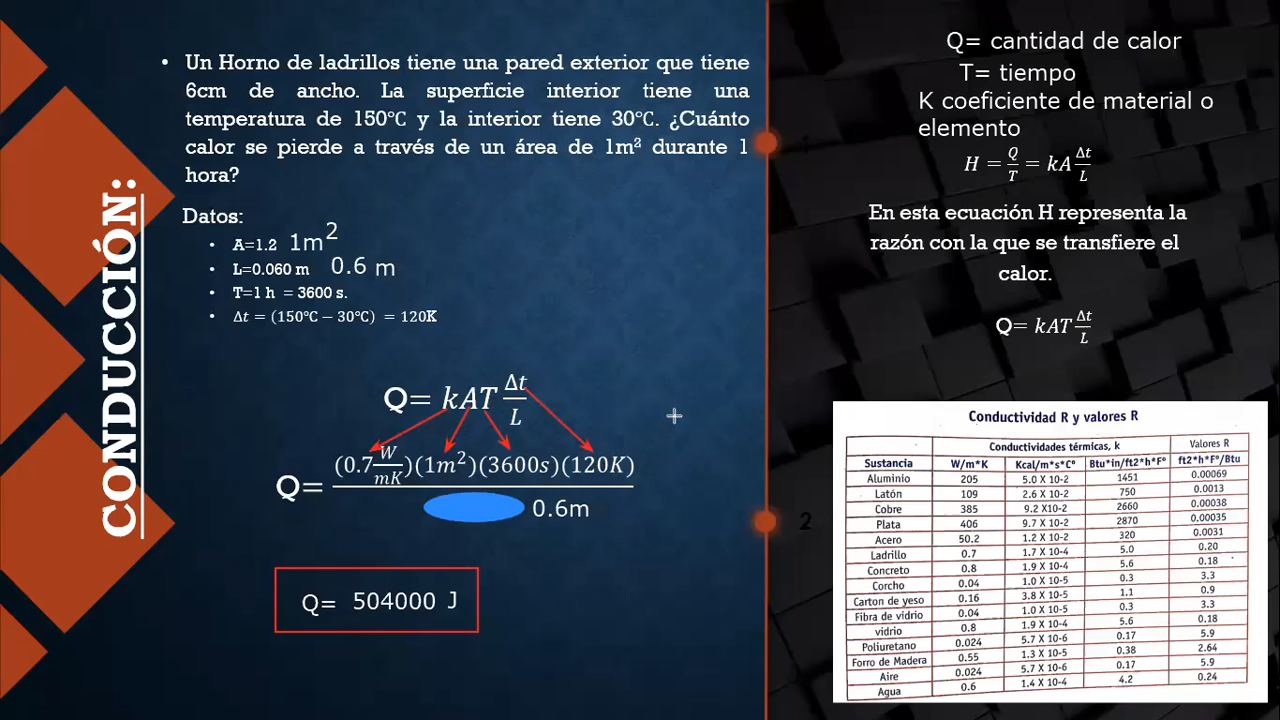 CONDUCCIÓN:
• Un Horno de ladrillos tiene una pared exterior que tiene
6cm de ancho. La superficie interior tiene una
temperatura de 150°C y la interior tiene 30°C. ¿Cuánto
calor se pierde a través de un área de 1m² durante 1
hora?
Datos:
• A=1.2 1m²
• L=0.060 m 0.6 m
• T=1 h = 3600 s.
• Δt = (150°C − 30°C) = 120K
Q= kAT Δt/L
Q= (0.7 W/mK)(1m²)(3600s)(120K) / 0.6m
Q= 504000 J
Q= cantidad de calor
T= tiempo
K coeficiente de material o
elemento
H = Q/T = kA Δt/L
En esta ecuación H representa la
razón con la que se transfiere el
calor.
Q= kAT Δt/L
2
Conductividad R y valores R
Conductividades térmicas, k Valores R
Sustancia W/m*K Kcal/m*s*C° Btu*in/ft2*h*F° ft2*h*F°/Btu
Aluminio 205 5.0 X 10-2 1451 0.00069
Latón 109 2.6 X 10-2 750 0.0013
Cobre 385 9.2 X10-2 2660 0.00038
Plata 406 9.7 X 10-2 2870 0.00035
Acero 50.2 1.2 X 10-2 320 0.0031
Ladrillo 0.7 1.7 X 10-4 5.0 0.20
Concreto 0.8 1.9 X 10-4 5.6 0.18
Corcho 0.04 1.0 X 10-5 0.3 3.3
Carton de yeso 0.16 3.8 X 10-5 1.1 0.9
Fibra de vidrio 0.04 1.0 X 10-5 0.3 3.3
vidrio 0.8 1.9 X 10-4 5.6 0.18
Poliuretano 0.024 5.7 X 10-6 0.17 5.9
Forro de Madera 0.55 1.3 X 10-5 0.38 2.64
Aire 0.024 5.7 X 10-6 0.17 5.9
Agua 0.6 1.4 X 10-4 4.2 0.24